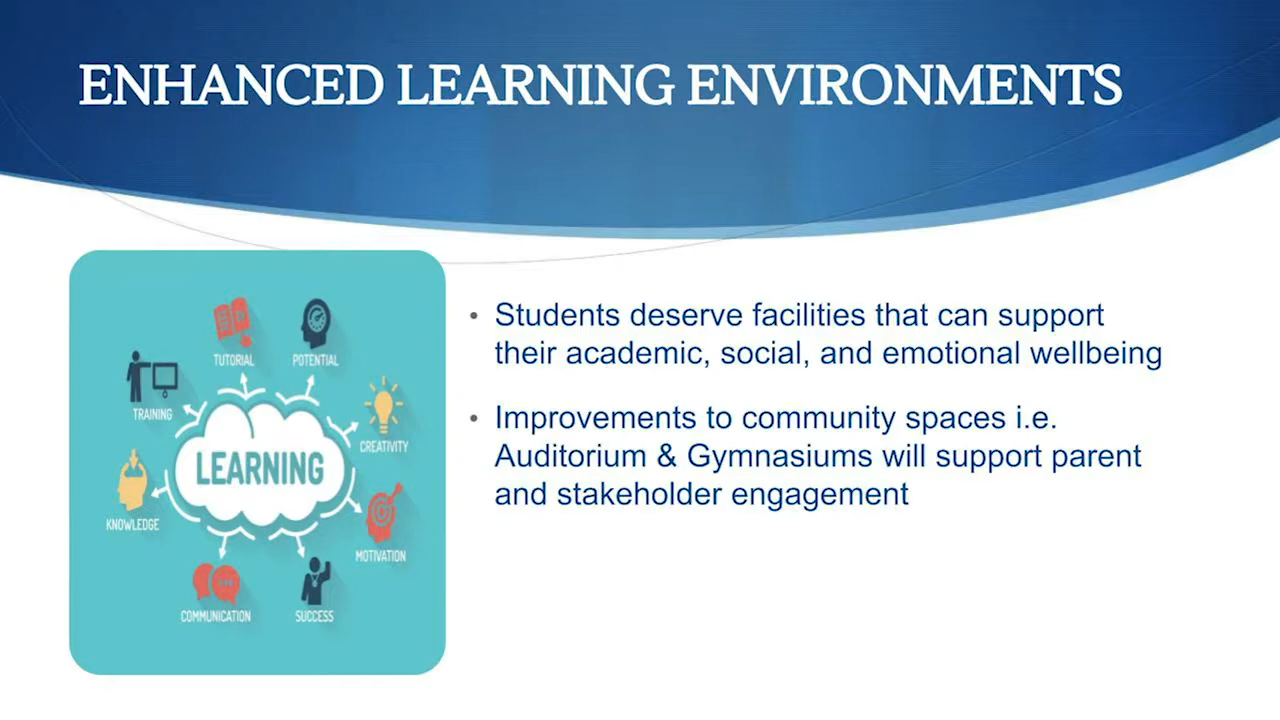 ENHANCED LEARNING ENVIRONMENTS
TUTORIAL
POTENTIAL
TRAINING
CREATIVITY
LEARNING
KNOWLEDGE
MOTIVATION
COMMUNICATION
SUCCESS
• Students deserve facilities that can support
their academic, social, and emotional wellbeing
• Improvements to community spaces i.e.
Auditorium & Gymnasiums will support parent
and stakeholder engagement